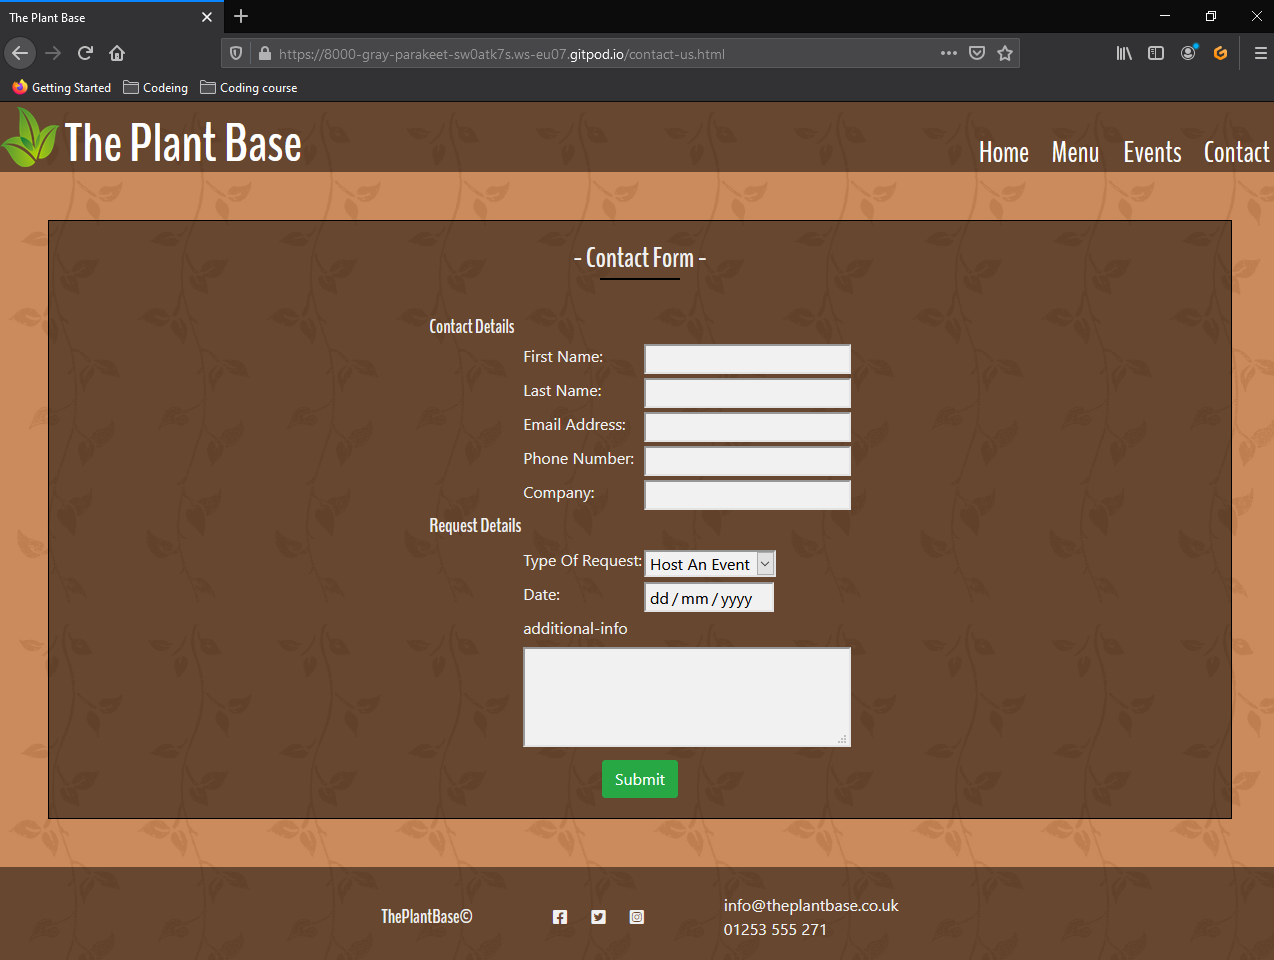 The Plant Base
https://8000-gray-parakeet-sw0atk7s.ws-eu07.gitpod.io/contact-us.html
Getting Started Codeing Coding course
The Plant Base
Home Menu Events Contact
- Contact Form -
Contact Details
First Name:
Last Name:
Email Address:
Phone Number:
Company:
Request Details
Type Of Request: Host An Event
Date: dd/mm/yyyy
additional-info
Submit
ThePlantBase©
info@theplantbase.co.uk
01253 555 271